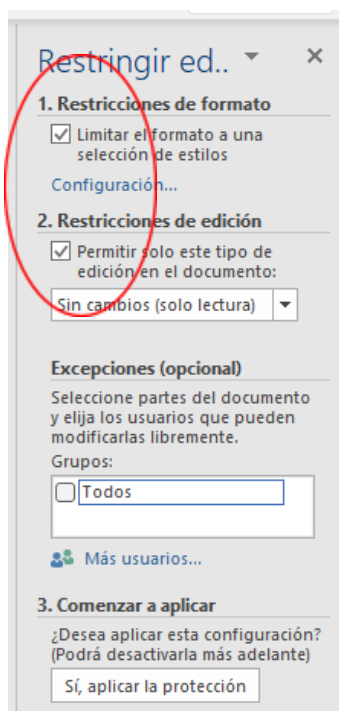 Restringir ed..
1. Restricciones de formato
Limitar el formato a una
selección de estilos
Configuración...
2. Restricciones de edición
Permitir solo este tipo de
edición en el documento:
Sin cambios (solo lectura)
Excepciones (opcional)
Seleccione partes del documento
y elija los usuarios que pueden
modificarlas libremente.
Grupos:
Todos
Más usuarios...
3. Comenzar a aplicar
¿Desea aplicar esta configuración?
(Podrá desactivarla más adelante)
Sí, aplicar la protección